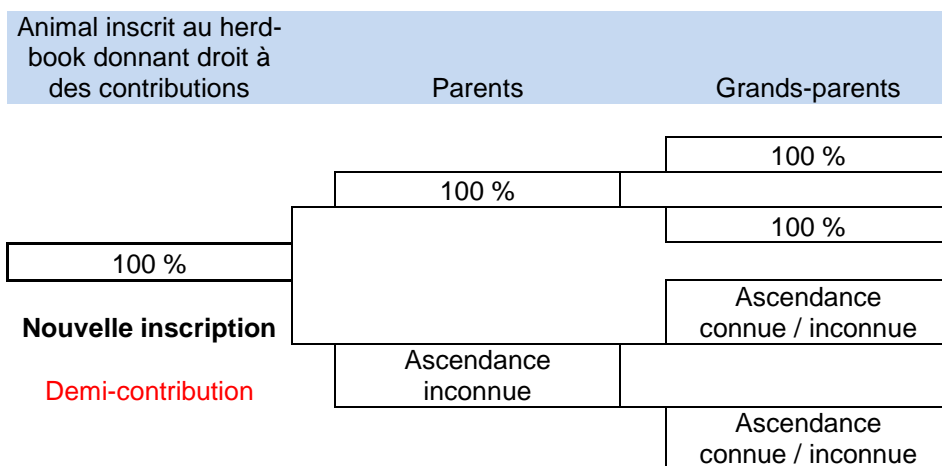 Animal inscrit au herd-
book donnant droit à
des contributions
Parents
Grands-parents
100 %
100 %
100 %
100 %
Ascendance
connue / inconnue
Nouvelle inscription
Ascendance
inconnue
Demi-contribution
Ascendance
connue / inconnue